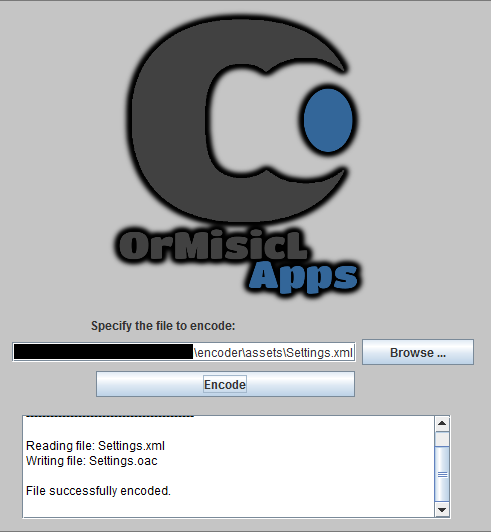 OrMisicL
Apps
Specify the file to encode:
\encoder\assets\Settings.xml
Browse ...
Encode
Reading file: Settings.xml
Writing file: Settings.oac
File successfully encoded.